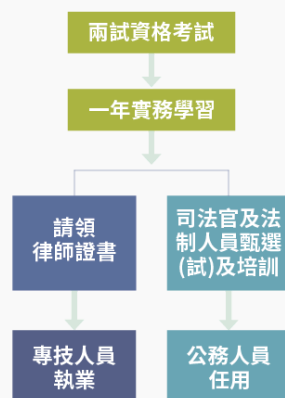 兩試資格考試
一年實務學習
請領
律師證書
司法官及法
制人員甄選
(試)及培訓
專技人員
執業
公務人員
任用